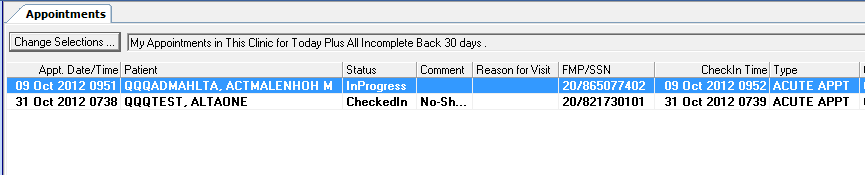 Appointments
Change Selections ... My Appointments in This Clinic for Today Plus All Incomplete Back 30 days .
Appt. Date/Time Patient Status Comment Reason for Visit FMP/SSN CheckIn Time Type
09 Oct 2012 0951 QQQADMAHLTA, ACTMALENHOH M InProgress 20/865077402 09 Oct 2012 0952 ACUTE APPT
31 Oct 2012 0738 QQQTEST, ALTAONE CheckedIn No-Sh... 20/821730101 31 Oct 2012 0739 ACUTE APPT